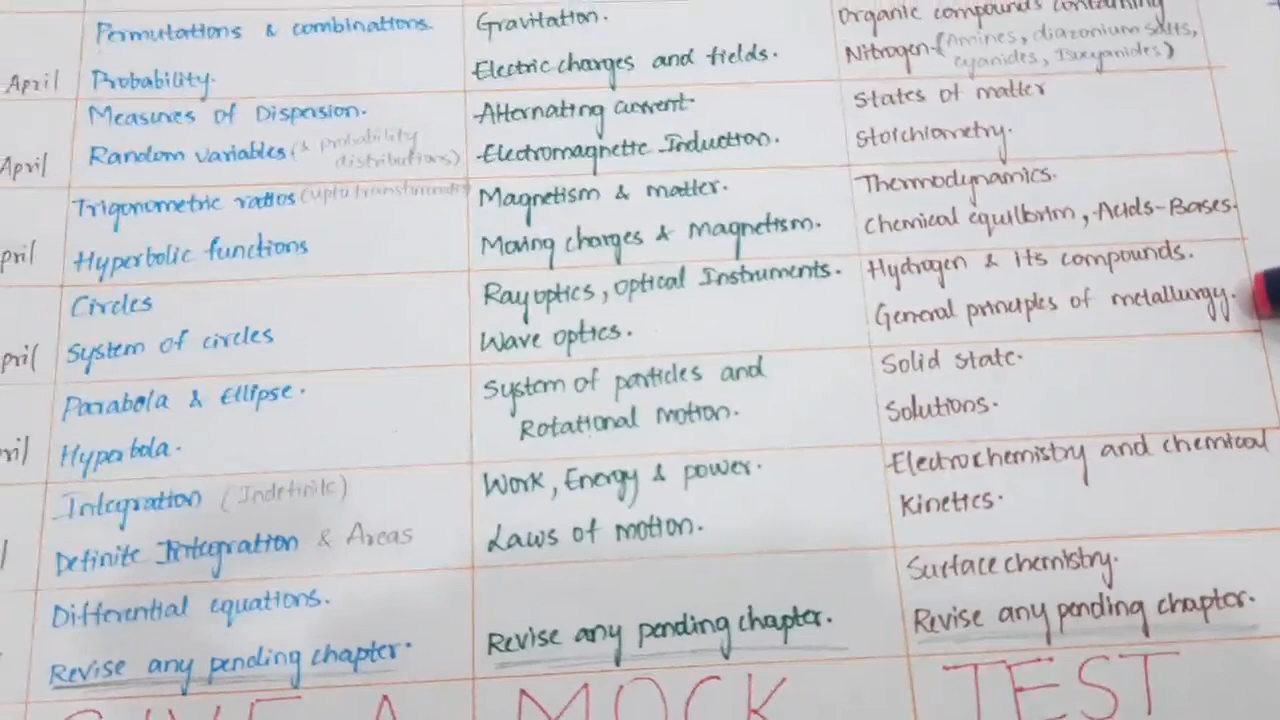 Permutations & combinations.
Gravitation.
Organic compounds containing
Nitrogen-(Amines, diazonium salts,
cyanides, Isocyanides)
April
Probability.
Electric charges and fields.
Measures of Dispersion.
Alternating current.
States of matter
April
Random variables (& probability
distributions)
Electromagnetic Induction.
Stoichiometry.
Trigonometric ratios (upto transformations
Magnetism & matter.
Thermodynamics.
pril
Hyperbolic functions
Moving charges & Magnetism.
Chemical equilbrim, Acids-Bases.
Circles
Ray optics, optical Instruments.
Hydrogen & its compounds.
pril
System of circles
Wave optics.
General principles of metallurgy.
Parabola & Ellipse.
System of particles and
Rotational Motion.
Solid state.
ril
Hyperbola.
Solutions.
Integration (Indefinite)
Work, Energy & power.
Electrochemistry and chemical
Kinetics.
l
Definite Integration & Areas
Laws of motion.
Differential equations.
Surface chemistry.
Revise any pending chapter.
Revise any pending chapter.
Revise any pending chapter.
GIVE A MOCK TEST